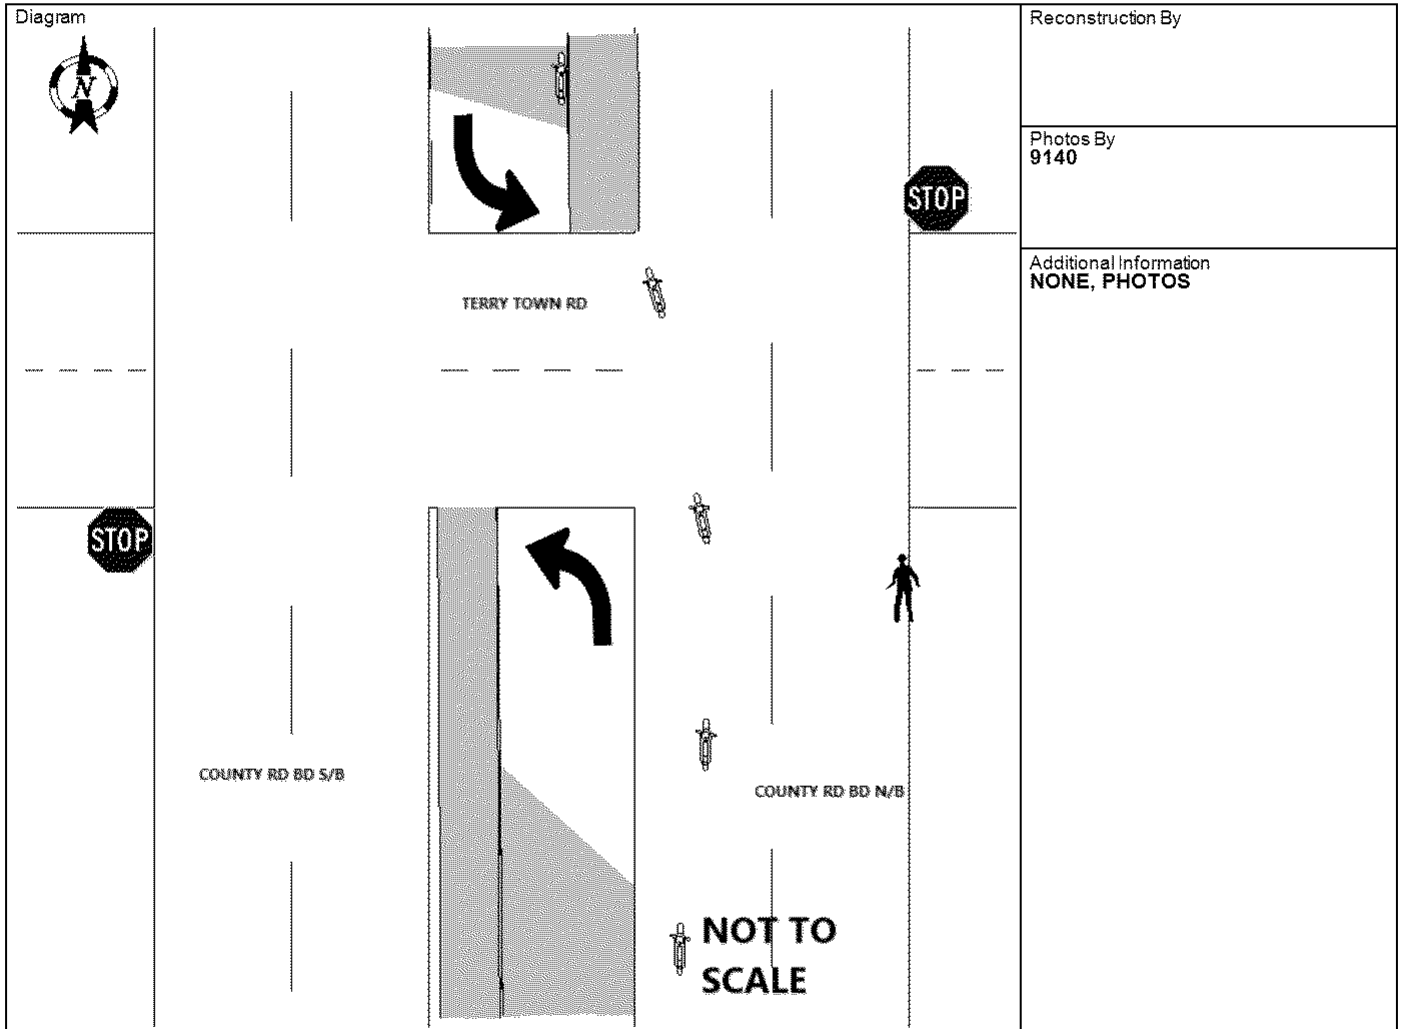 Diagram
N
STOP
TERRY TOWN RD
STOP
COUNTY RD BD S/B
COUNTY RD BD N/B
NOT TO
SCALE
Reconstruction By
Photos By
9140
Additional Information
NONE, PHOTOS